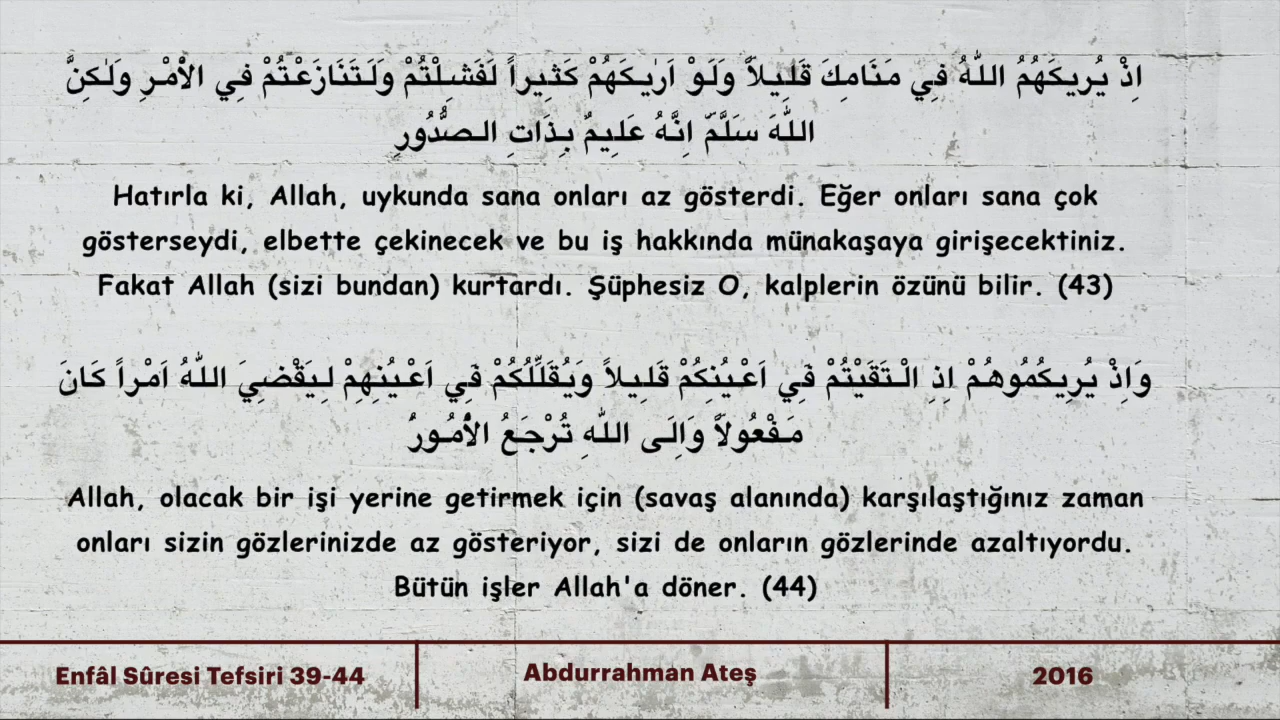 اِذْ يُر۪يكَهُمُ اللّٰهُ ف۪ي مَنَامِكَ قَل۪يلاًۜ وَلَوْ اَرٰيكَهُمْ كَث۪يراً لَفَشِلْتُمْ وَلَتَنَازَعْتُمْ فِي الْاَمْرِ وَلٰكِنَّ
اللّٰهَ سَلَّمَۜ اِنَّهُ عَل۪يمٌ بِذَاتِ الصُّدُورِ
Hatırla ki, Allah, uykunda sana onları az gösterdi. Eğer onları sana çok
gösterseydi, elbette çekinecek ve bu iş hakkında münakaşaya girişecektiniz.
Fakat Allah (sizi bundan) kurtardı. Şüphesiz O, kalplerin özünü bilir. (43)
وَاِذْ يُر۪يكُمُوهُمْ اِذِ الْتَقَيْتُمْ ف۪ٓي اَعْيُنِكُمْ قَل۪يلاً وَيُقَلِّلُكُمْ ف۪ٓي اَعْيُنِهِمْ لِيَقْضِيَ اللّٰهُ اَمْراً كَانَ
مَفْعُولاًۜ وَاِلَى اللّٰهِ تُرْجَعُ الْاُمُورُ
Allah, olacak bir işi yerine getirmek için (savaş alanında) karşılaştığınız zaman
onları sizin gözlerinizde az gösteriyor, sizi de onların gözlerinde azaltıyordu.
Bütün işler Allah'a döner. (44)
Enfâl Sûresi Tefsiri 39-44
Abdurrahman Ateş
2016